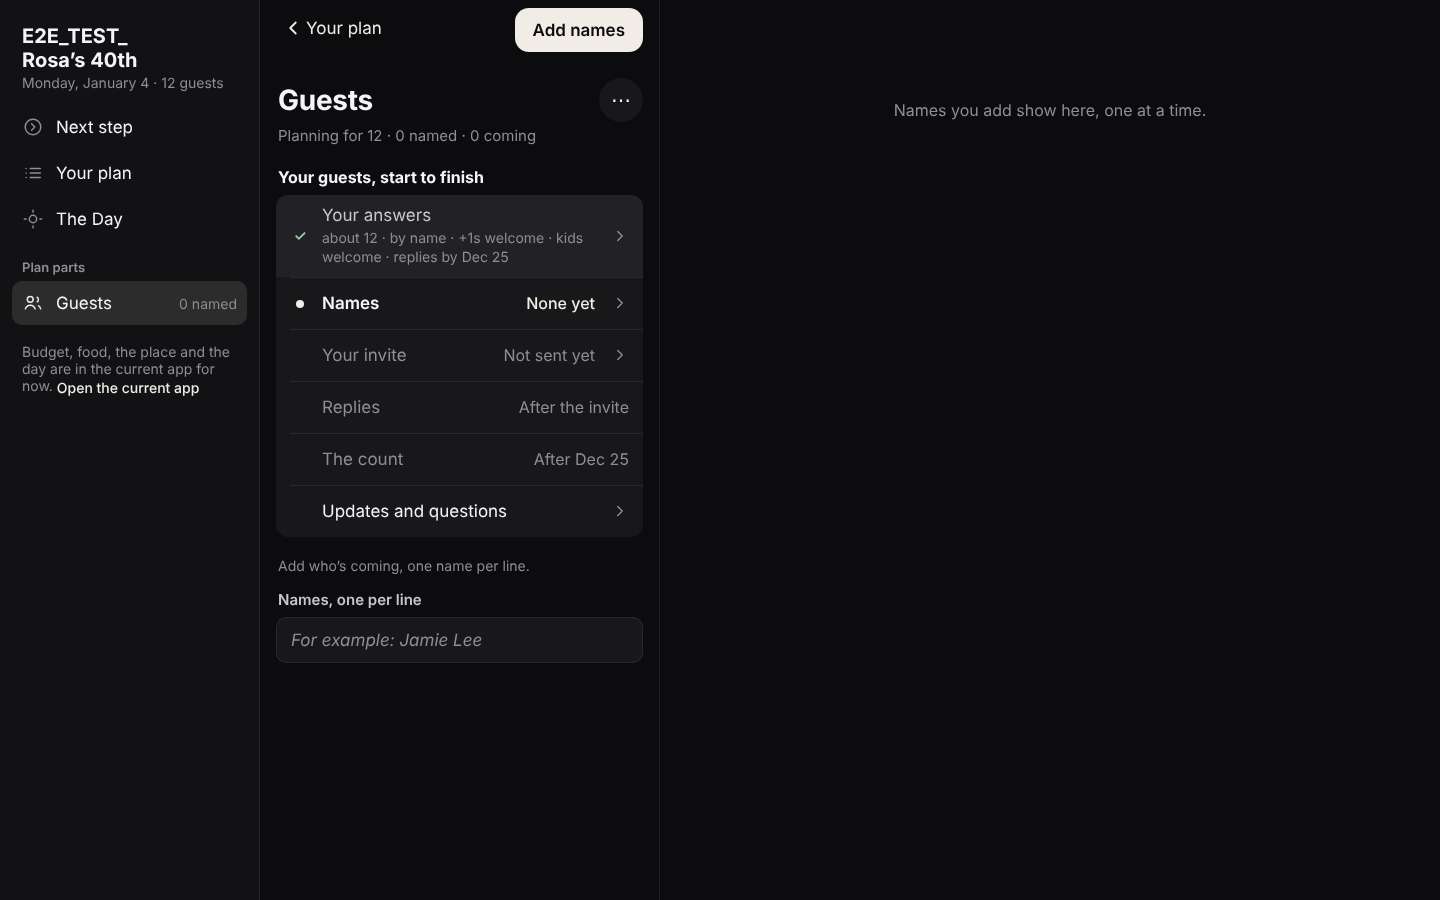 E2E_TEST_
Rosa’s 40th
Monday, January 4 · 12 guests
Next step
Your plan
The Day
Plan parts
Guests 0 named
Budget, food, the place and the
day are in the current app for
now. Open the current app
Your plan
Add names
Guests
···
Planning for 12 · 0 named · 0 coming
Your guests, start to finish
Your answers
about 12 · by name · +1s welcome · kids
welcome · replies by Dec 25
Names None yet
Your invite Not sent yet
Replies After the invite
The count After Dec 25
Updates and questions
Add who’s coming, one name per line.
Names, one per line
For example: Jamie Lee
Names you add show here, one at a time.